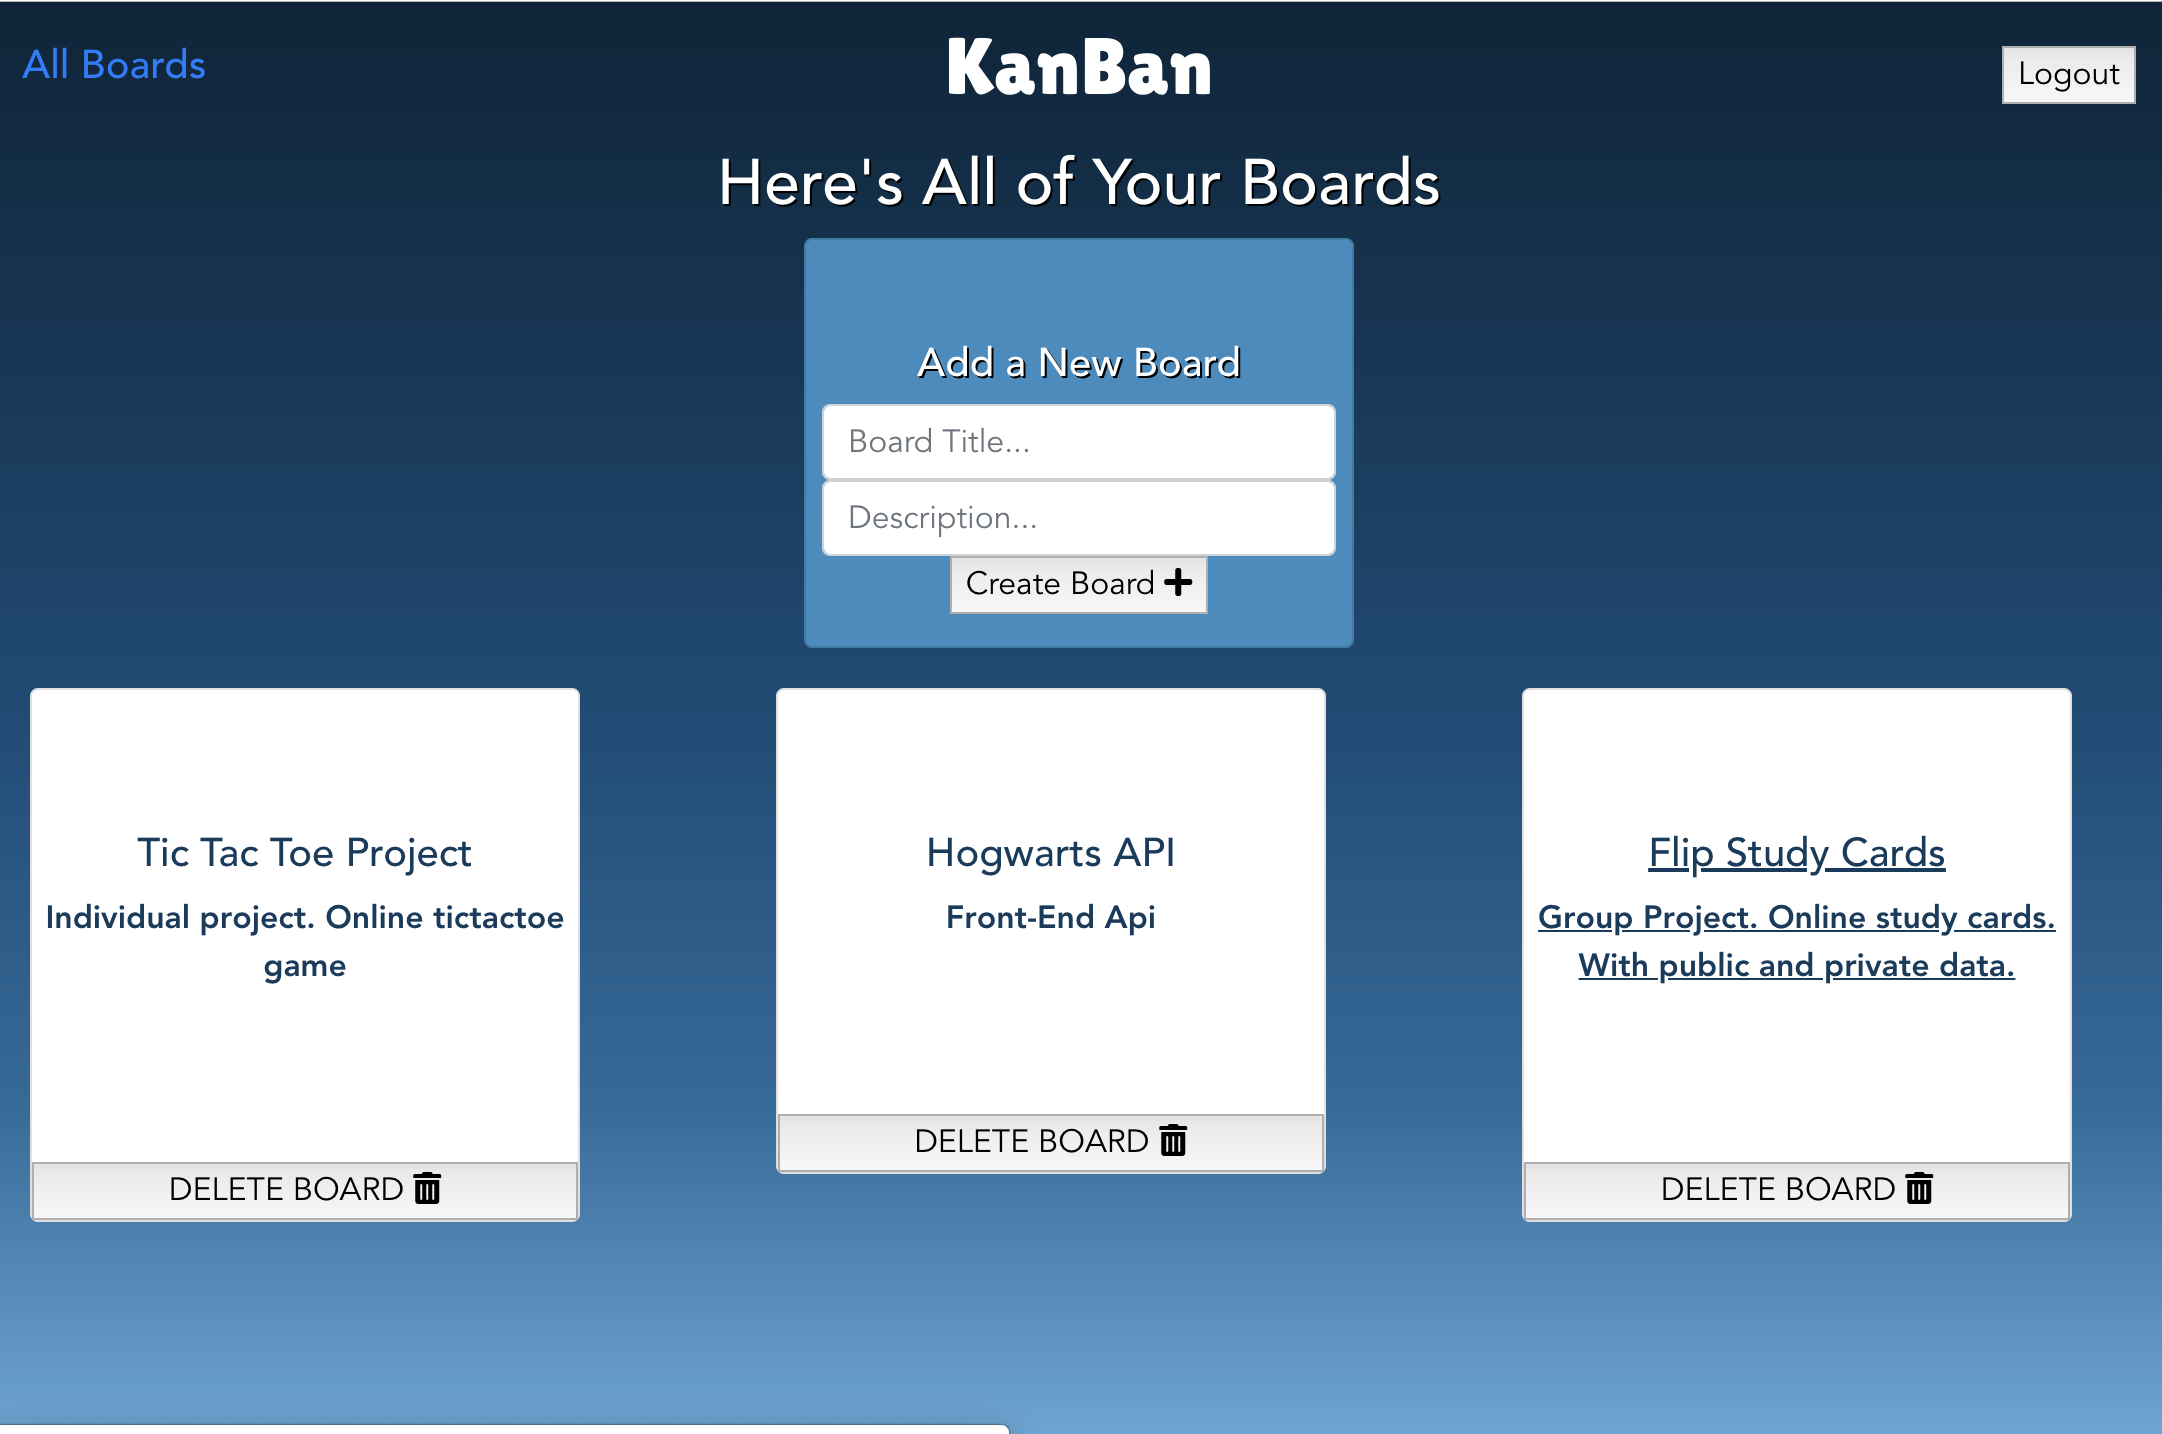 All Boards
KanBan
Logout
Here's All of Your Boards
Add a New Board
Board Title...
Description...
Create Board
Tic Tac Toe Project
Individual project. Online tictactoe
game
DELETE BOARD
Hogwarts API
Front-End Api
DELETE BOARD
Flip Study Cards
Group Project. Online study cards.
With public and private data.
DELETE BOARD